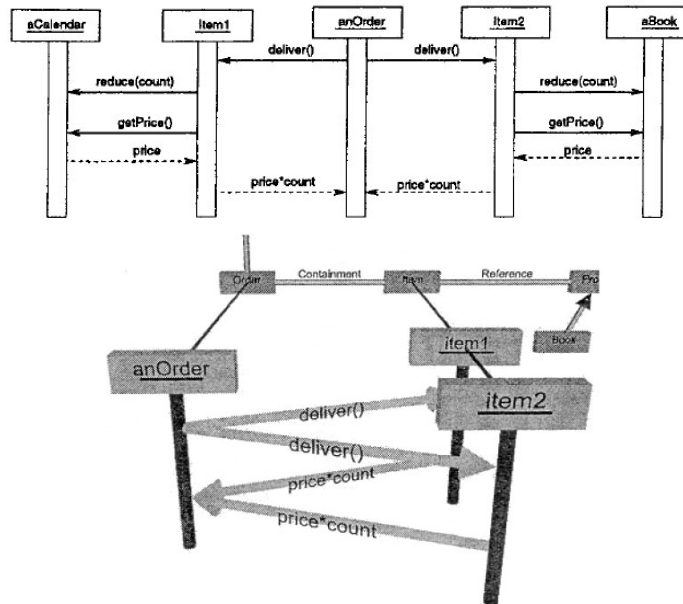 aCalendar item1 anOrder item2 aBook
deliver() deliver()
reduce(count) reduce(count)
getPrice() getPrice()
price price
price*count price*count
Order Containment Item Reference Pro
Book
item1
anOrder
item2
deliver()
deliver()
price*count
price*count